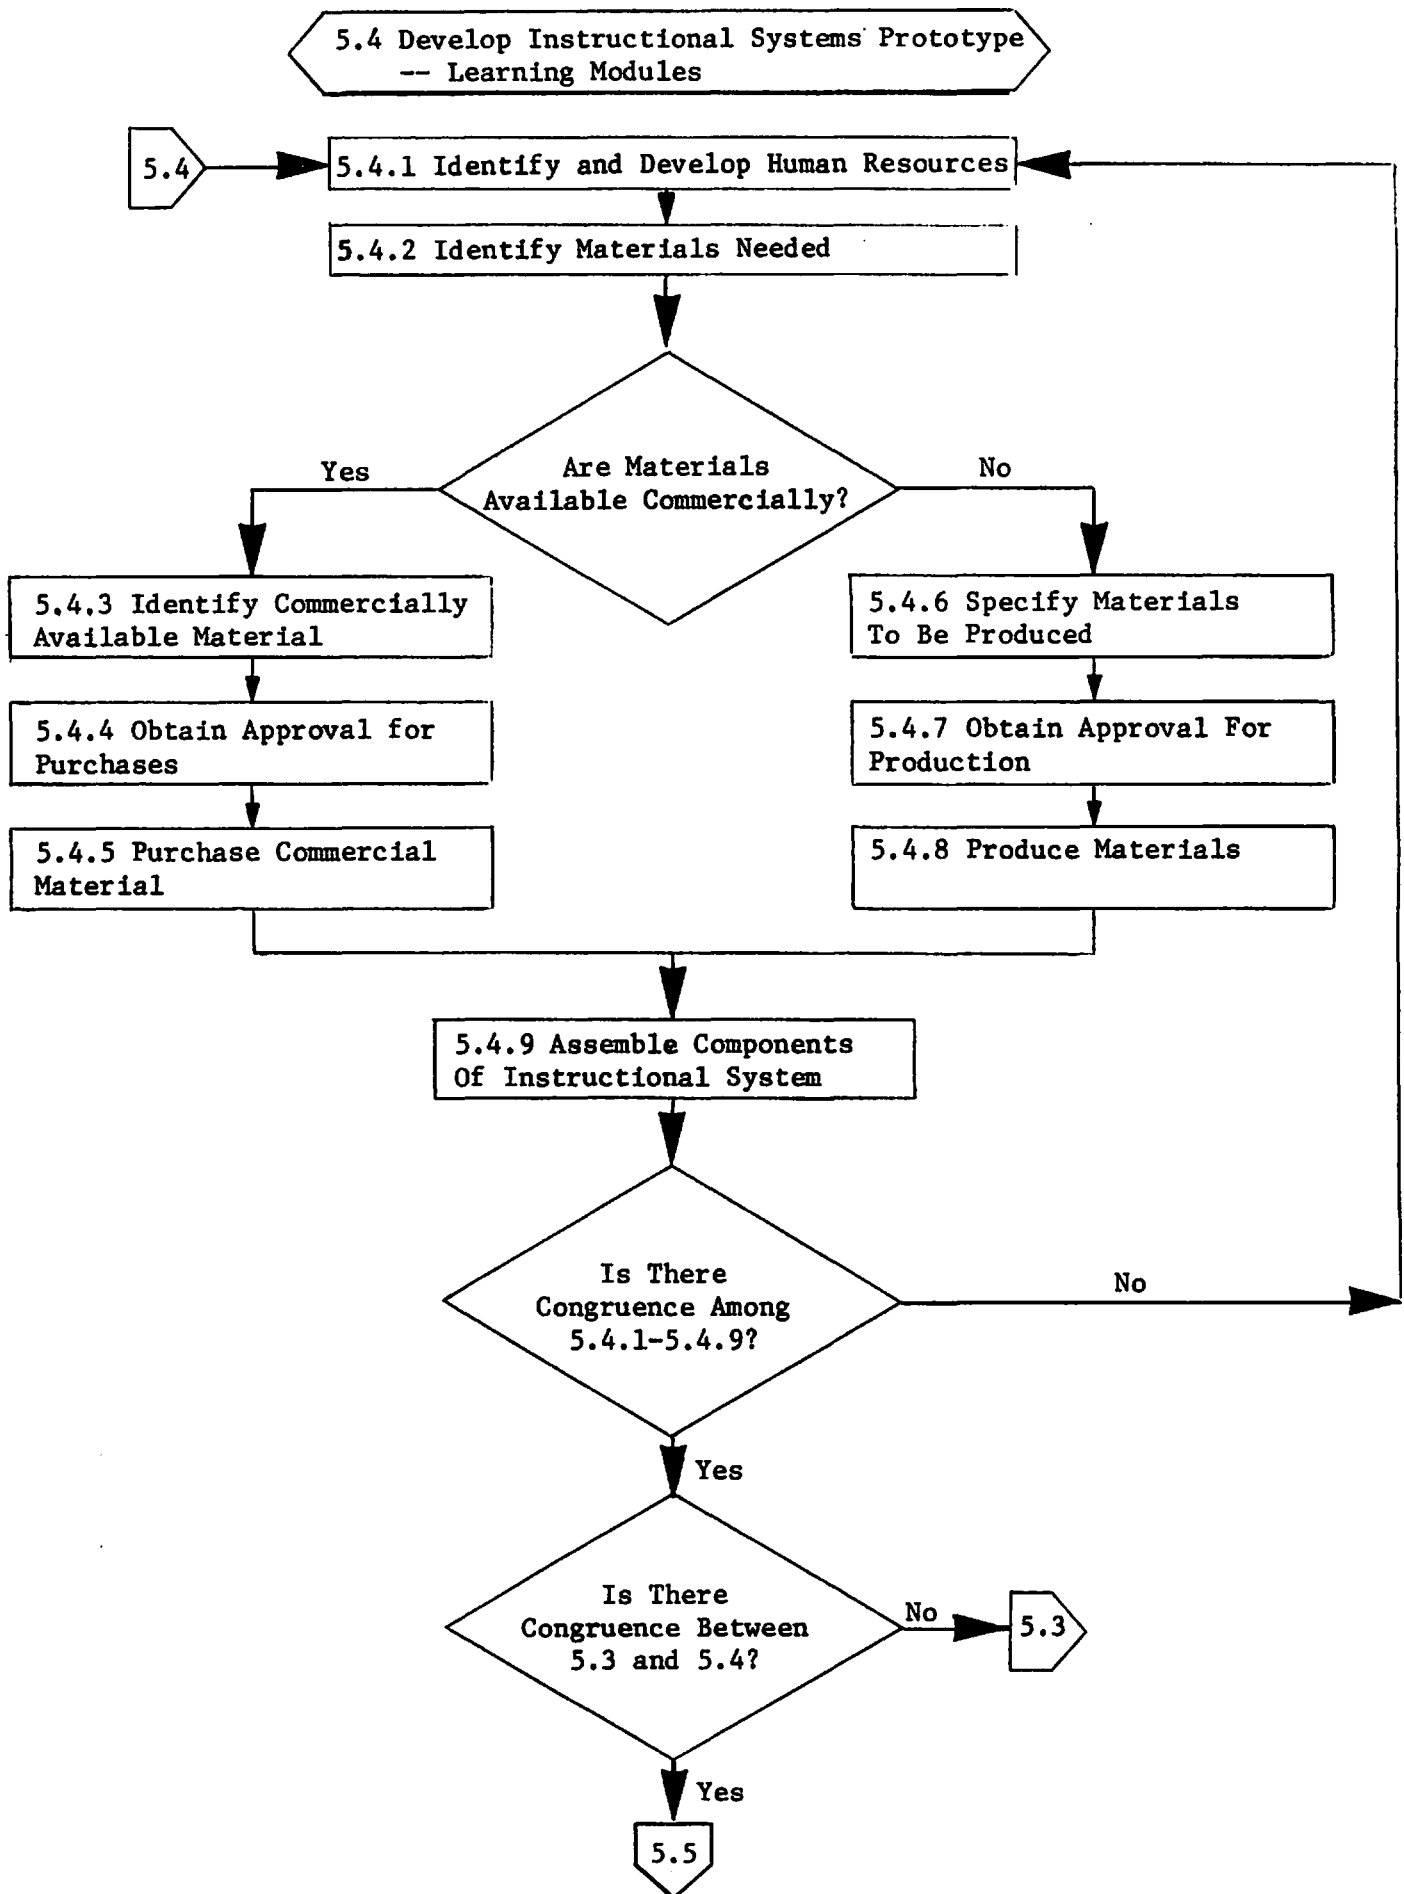 5.4 Develop Instructional Systems Prototype
-- Learning Modules
5.4
5.4.1 Identify and Develop Human Resources
5.4.2 Identify Materials Needed
Are Materials
Available Commercially?
Yes
No
5.4.3 Identify Commercially
Available Material
5.4.6 Specify Materials
To Be Produced
5.4.4 Obtain Approval for
Purchases
5.4.7 Obtain Approval For
Production
5.4.5 Purchase Commercial
Material
5.4.8 Produce Materials
5.4.9 Assemble Components
Of Instructional System
Is There
Congruence Among
5.4.1-5.4.9?
No
Yes
Is There
Congruence Between
5.3 and 5.4?
No
5.3
Yes
5.5